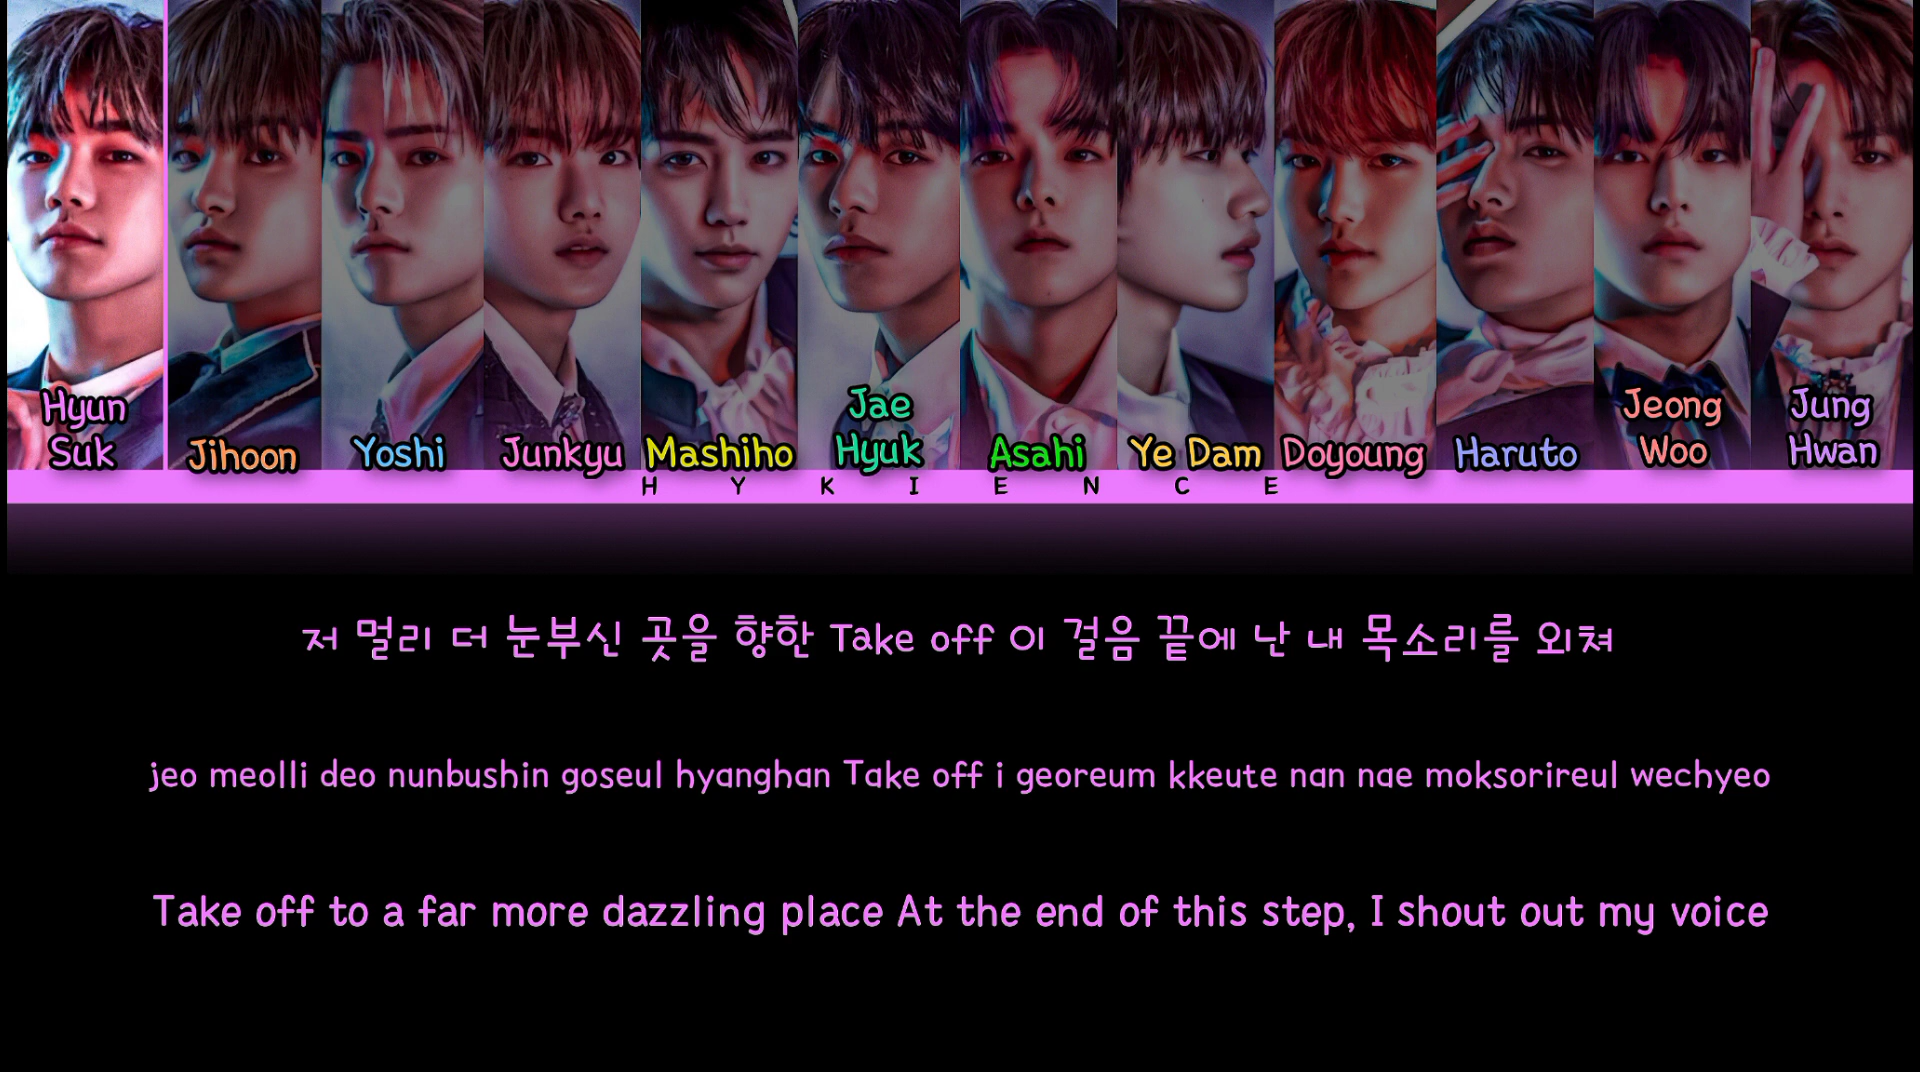 Hyun
Suk
Jihoon
Yoshi
Junkyu
Mashiho
Jae
Hyuk
Asahi
Ye Dam
Doyoung
Haruto
Jeong
Woo
Jung
Hwan
H Y K I E N C E
저 멀리 더 눈부신 곳을 향한 Take off 이 걸음 끝에 난 내 목소리를 외쳐
jeo meolli deo nunbushin goseul hyanghan Take off i georeum kkeute nan nae moksorireul wechyeo
Take off to a far more dazzling place At the end of this step, I shout out my voice